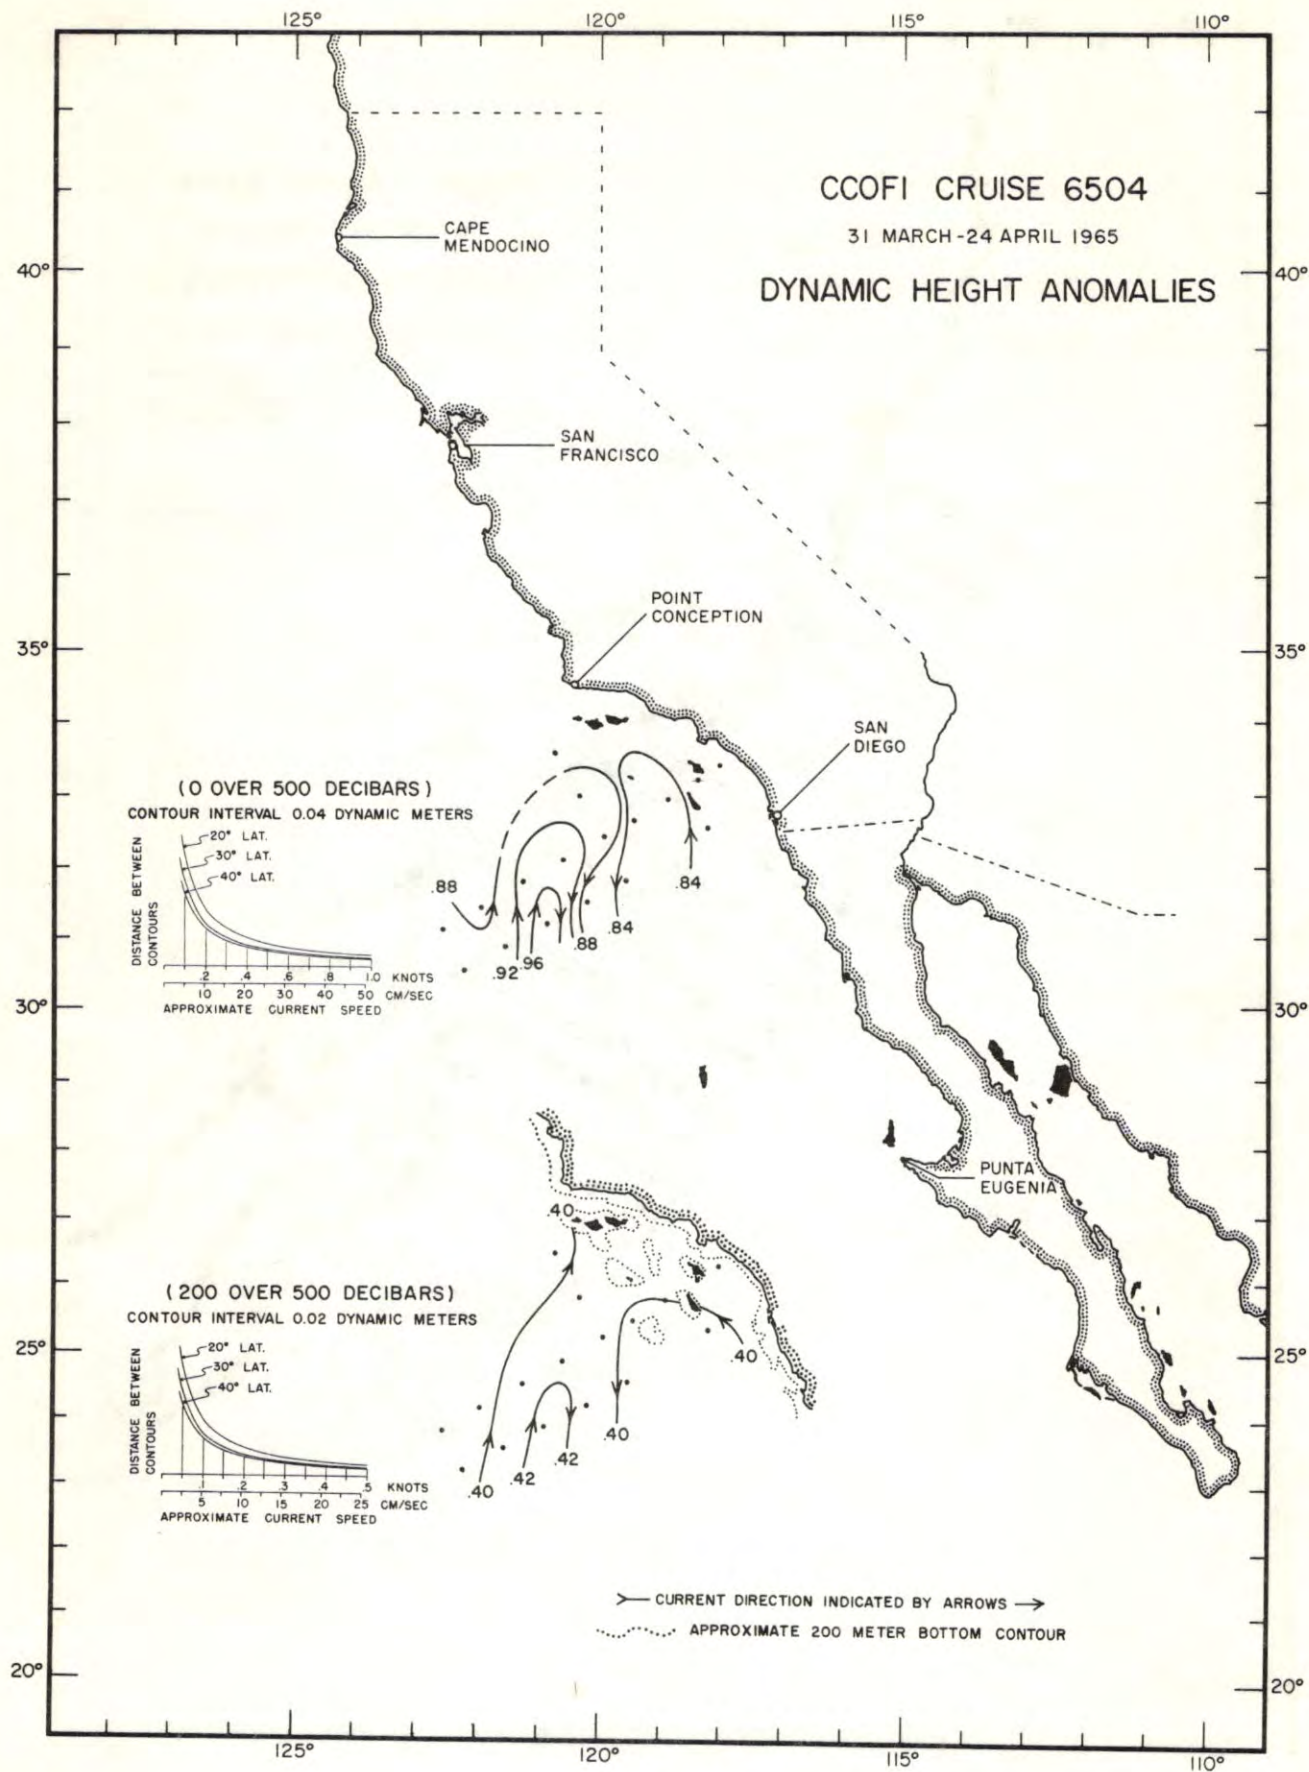 125°
120°
115°
110°
CCOFI CRUISE 6504
31 MARCH-24 APRIL 1965
DYNAMIC HEIGHT ANOMALIES
CAPE
MENDOCINO
40°
40°
SAN
FRANCISCO
POINT
CONCEPTION
35°
35°
SAN
DIEGO
(0 OVER 500 DECIBARS)
CONTOUR INTERVAL 0.04 DYNAMIC METERS
20° LAT.
30° LAT.
40° LAT.
DISTANCE BETWEEN
CONTOURS
.2 .4 .6 .8 1.0 KNOTS
10 20 30 40 50 CM/SEC
APPROXIMATE CURRENT SPEED
.88
.84
.84
.88
.92
.96
30°
30°
PUNTA
EUGENIA
.40
(200 OVER 500 DECIBARS)
CONTOUR INTERVAL 0.02 DYNAMIC METERS
20° LAT.
30° LAT.
40° LAT.
DISTANCE BETWEEN
CONTOURS
.1 .2 .3 .4 .5 KNOTS
5 10 15 20 25 CM/SEC
APPROXIMATE CURRENT SPEED
25°
25°
.40
.40
.42
.42
.40
CURRENT DIRECTION INDICATED BY ARROWS
APPROXIMATE 200 METER BOTTOM CONTOUR
20°
20°
125°
120°
115°
110°